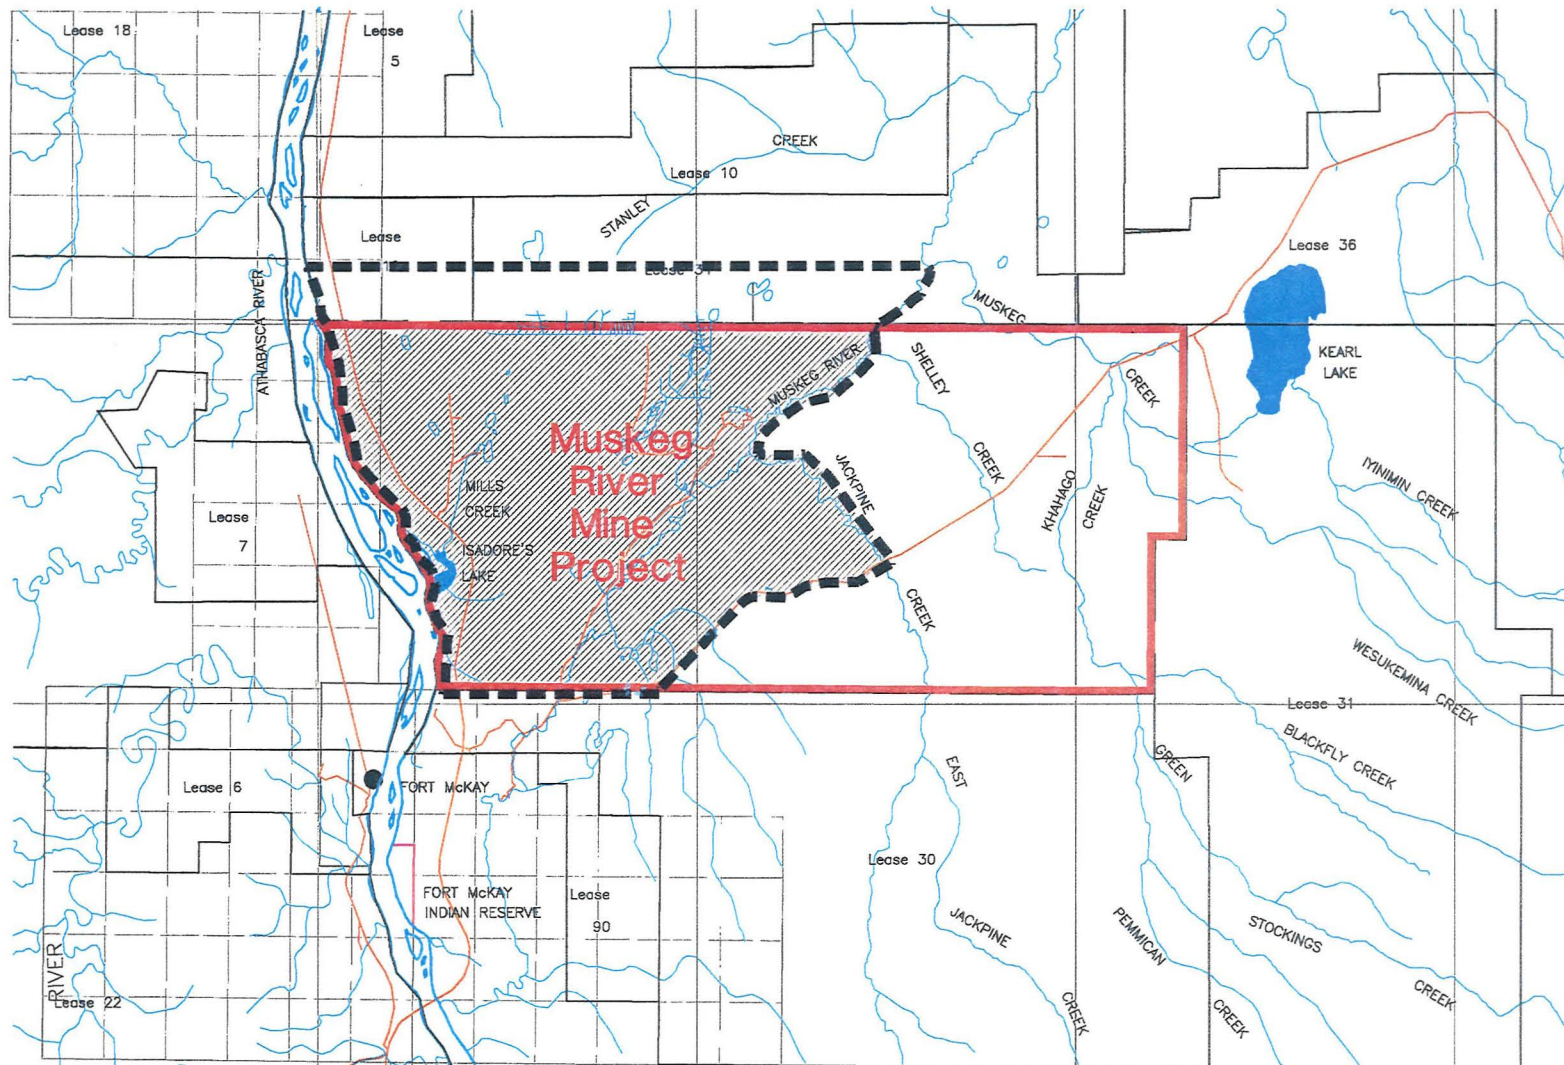 Lease 18
Lease
5
CREEK
Lease 10
STANLEY
Lease
Lease 36
ATHABASCA RIVER
MUSKEG
KEARL
LAKE
MUSKEG RIVER
SHELLEY
CREEK
CREEK
Muskeg
River
Mine
Project
MILLS
CREEK
JACKPINE
KHAHAGO
CREEK
IYINIMIN CREEK
Lease
7
ISADORE'S
LAKE
CREEK
WESUKEMINA CREEK
Lease 31
BLACKFLY CREEK
GREEN
EAST
Lease 6
FORT McKAY
Lease 30
FORT McKAY
INDIAN RESERVE
Lease
90
JACKPINE
CREEK
PEMMICAN
CREEK
STOCKINGS
CREEK
RIVER
Lease 22